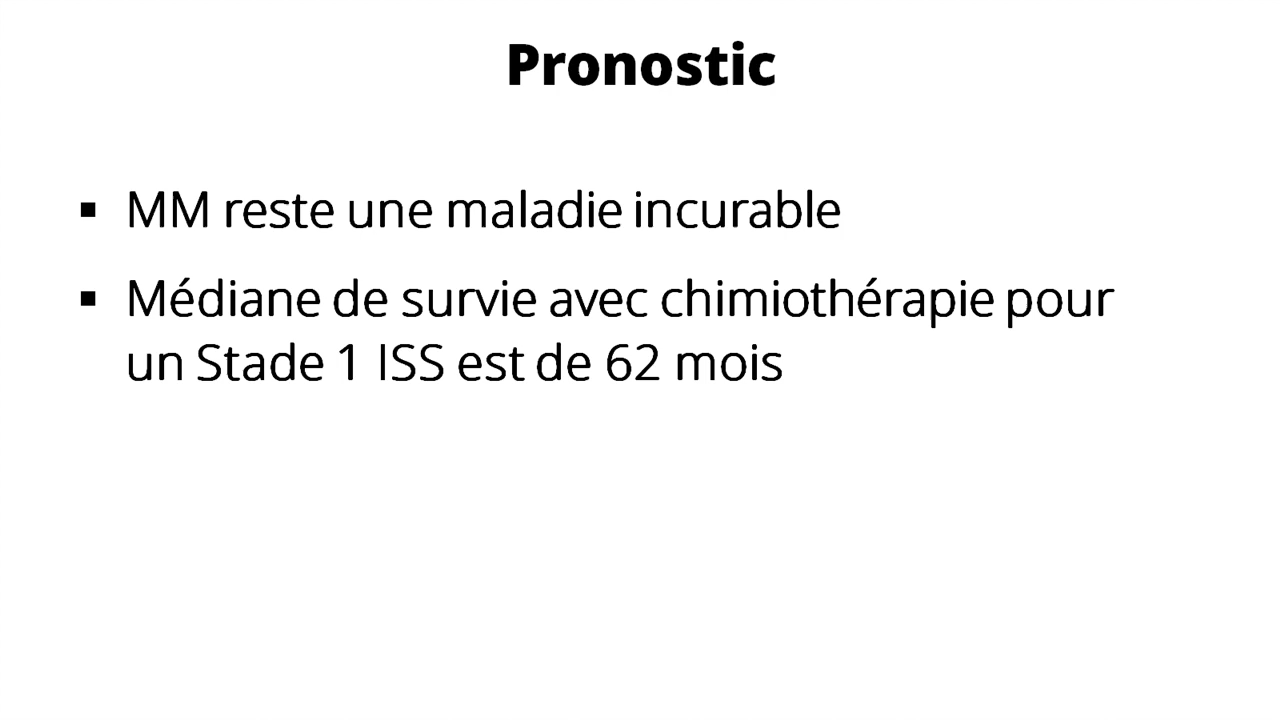 Pronostic
▪ MM reste une maladie incurable
▪ Médiane de survie avec chimiothérapie pour
un Stade 1 ISS est de 62 mois